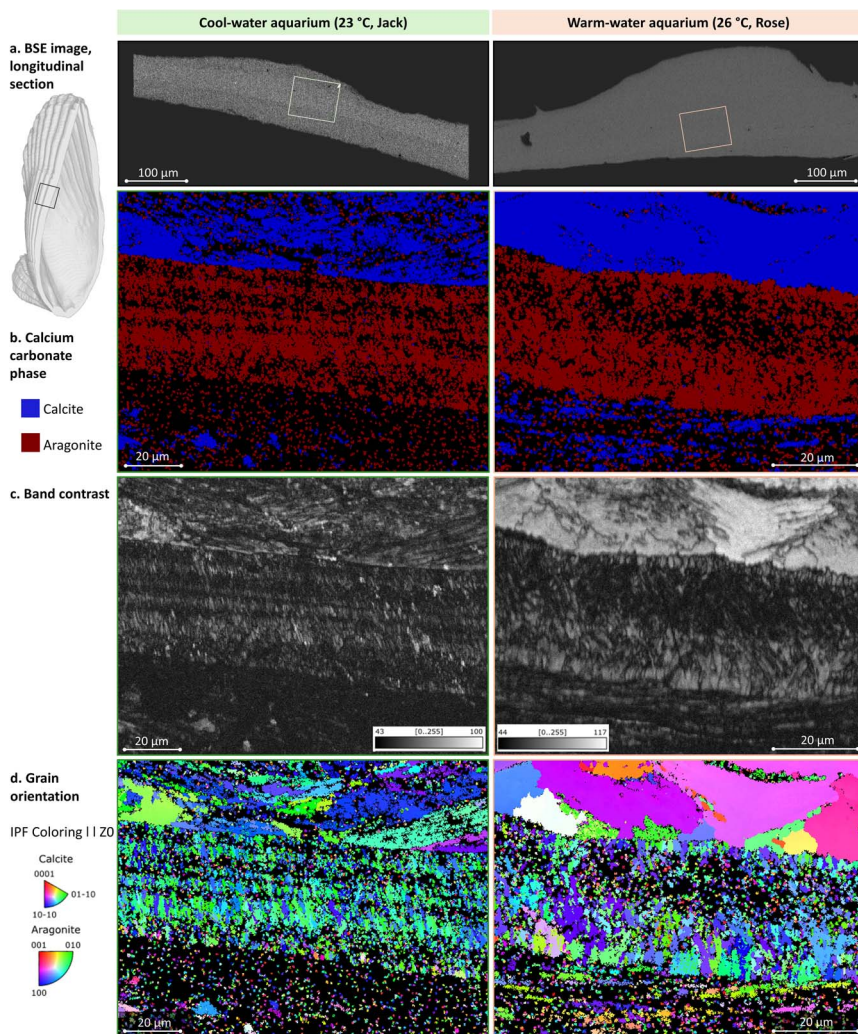 Cool-water aquarium (23 °C, Jack)
Warm-water aquarium (26 °C, Rose)
a. BSE image,
longitudinal
section
100 µm
100 µm
b. Calcium
carbonate
phase
Calcite
Aragonite
20 µm
20 µm
c. Band contrast
43 [0..255] 100
44 [0..255] 117
20 µm
20 µm
d. Grain
orientation
IPF Coloring l l Z0
Calcite
0001
01-10
10-10
Aragonite
001 010
100
20 µm
20 µm